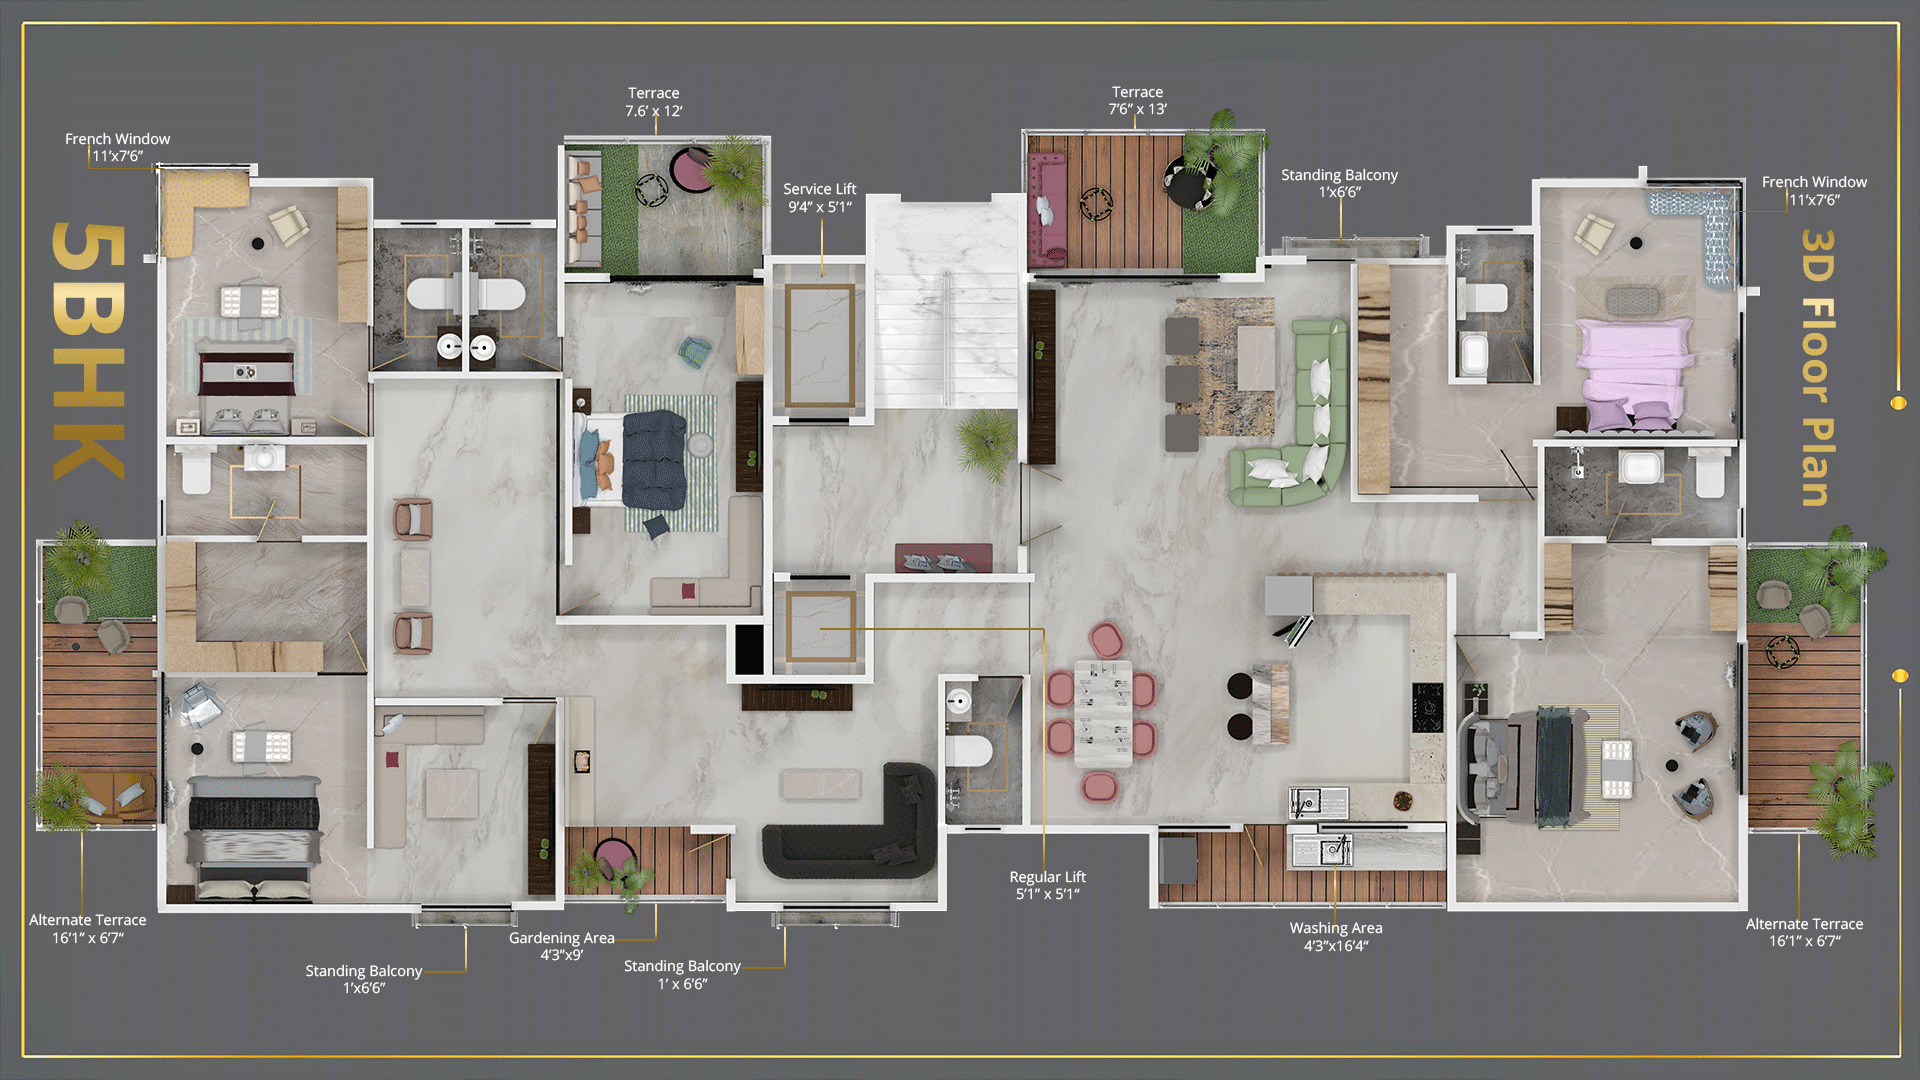 Terrace
7.6’ x 12’
Terrace
7’6” x 13’
French Window
11’x7’6”
Service Lift
9’4” x 5’1“
Standing Balcony
1’x6’6”
French Window
11’x7’6”
5BHK
3D Floor Plan
Regular Lift
5’1” x 5’1“
Alternate Terrace
16’1” x 6’7“
Gardening Area
4’3”x9’
Standing Balcony
1’x6’6”
Standing Balcony
1’ x 6’6”
Washing Area
4’3”x16’4“
Alternate Terrace
16’1” x 6’7“